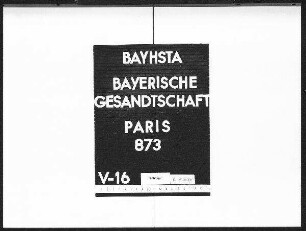 BAYHSTA
BAYERISCHE
GESANDTSCHAFT
PARIS
873
V-16